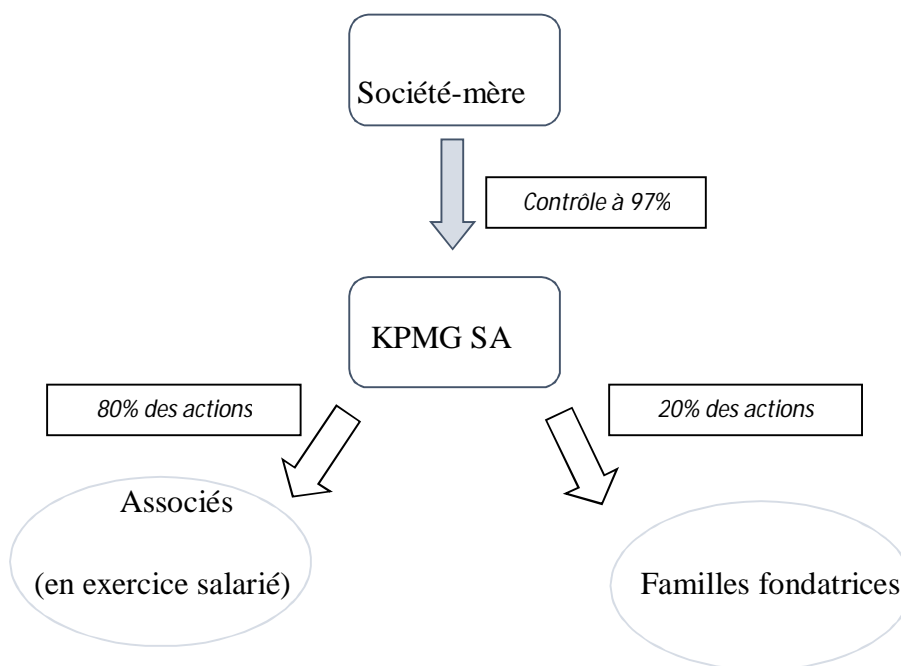 Société-mère
Contrôle à 97%
KPMG SA
80% des actions
20% des actions
Associés
(en exercice salarié)
Familles fondatrices